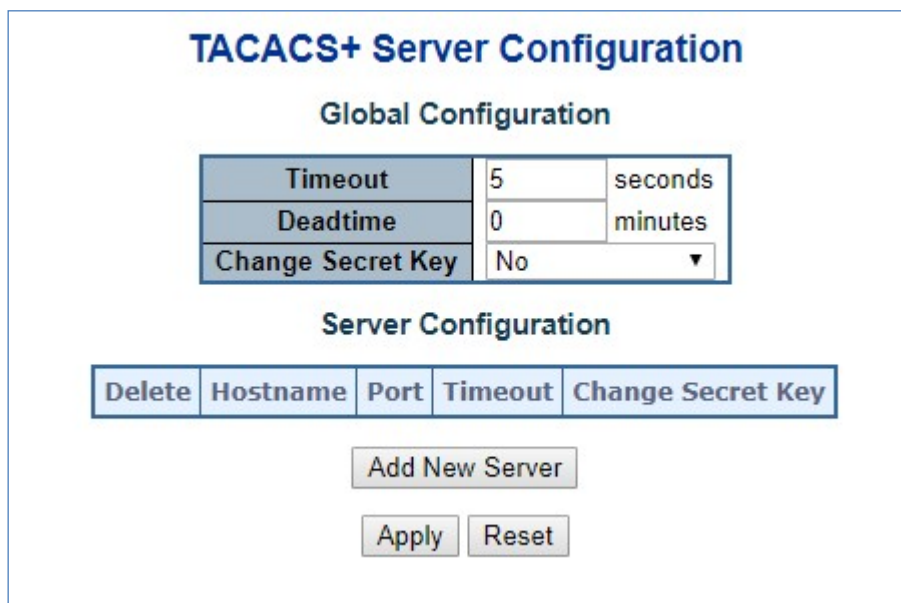 TACACS+ Server Configuration
Global Configuration
Timeout 5 seconds
Deadtime 0 minutes
Change Secret Key No
Server Configuration
Delete Hostname Port Timeout Change Secret Key
Add New Server
Apply Reset